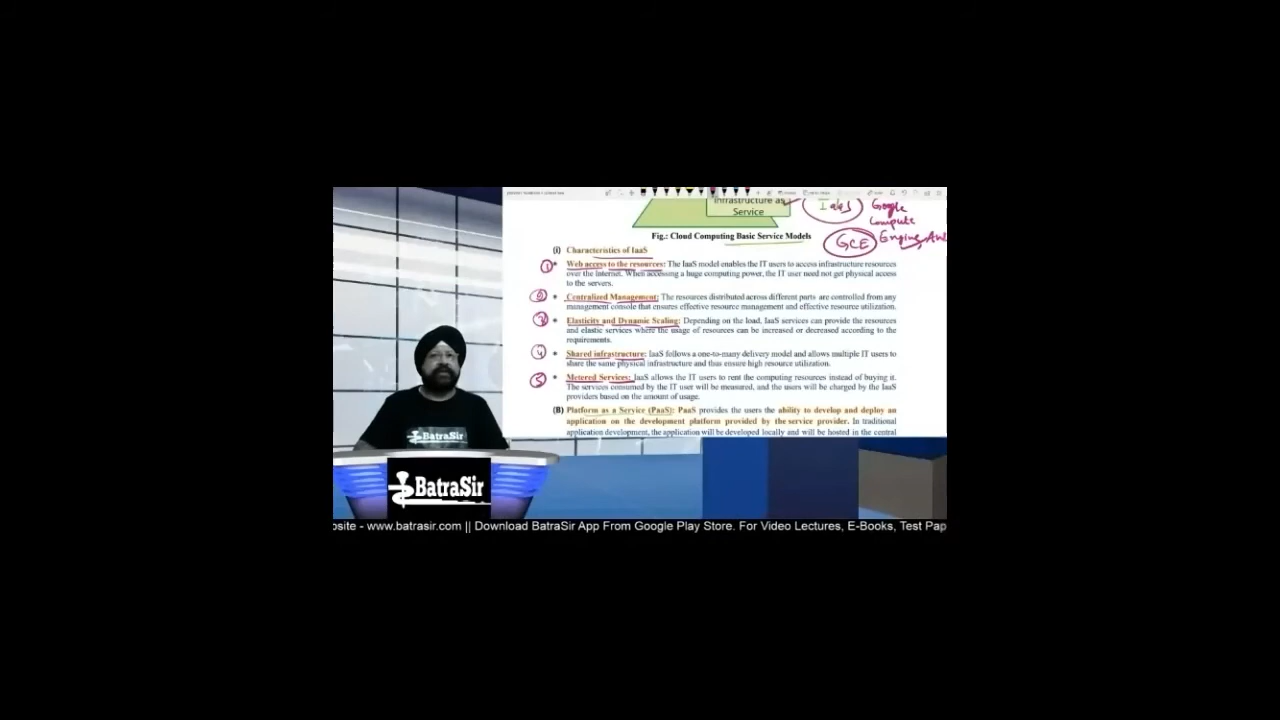 Infrastructure as
Service
IaaS
Google
Compute
Engine, AW
GCE
Fig.: Cloud Computing Basic Service Models
(i) Characteristics of IaaS
① • Web access to the resources: The IaaS model enables the IT users to access infrastructure resources
over the internet. When accessing a huge computing power, the IT user need not get physical access
to the servers.
② • Centralized Management: The resources distributed across different parts are controlled from any
management console that ensures effective resource management and effective resource utilization.
③ • Elasticity and Dynamic Scaling: Depending on the load, IaaS services can provide the resources
and elastic services where the usage of resources can be increased or decreased according to the
requirements.
④ • Shared infrastructure: IaaS follows a one-to-many delivery model and allows multiple IT users to
share the same physical infrastructure and thus ensure high resource utilization.
⑤ • Metered Services: IaaS allows the IT users to rent the computing resources instead of buying it.
The services consumed by the IT user will be measured, and the users will be charged by the IaaS
providers based on the amount of usage.
(B) Platform as a Service (PaaS): PaaS provides the users the ability to develop and deploy an
application on the development platform provided by the service provider. In traditional
application development, the application will be developed locally and will be hosted in the central
BatraSir
BatraSir
osite - www.batrasir.com || Download BatraSir App From Google Play Store. For Video Lectures, E-Books, Test Pap